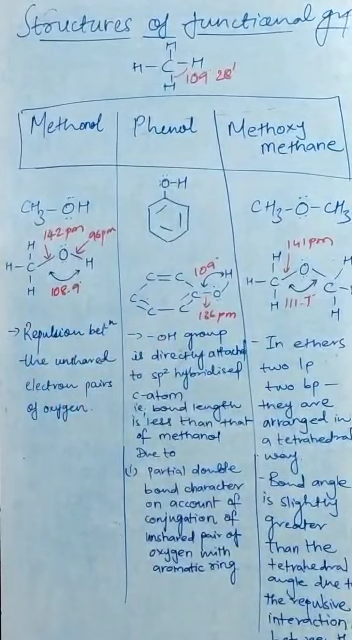 Structures of functional gr
H
H-C-H
H
109 28'
Methonol
Phenol
Methoxy
methane
CH3-ÖH
142pm
96pm
H
H-C
O
H
H
108.9°
→ Repulsion betn
the unshared
electron pairs
of oxygen.
:Ö-H
C=C
109°
H
C
C-O
C-C
136pm
→ -OH group
is directly attache
to sp2 hybridised
c-atom
ie. bond length
is less than that
of methanol
Due to
(i) partial double
bond character
on account of
conjugation of
unshared pair of
oxygen with
aromatic ring
CH3-Ö-CH3
141pm
H
H-C
O
C
H
H
H
111.7°
- In ethers
two lp
two bp -
they are
arranged in
a tetrahedral
way
- Bond angle
is slightly
greater
than the
tetrahedral
angle due to
the repulsive
interaction